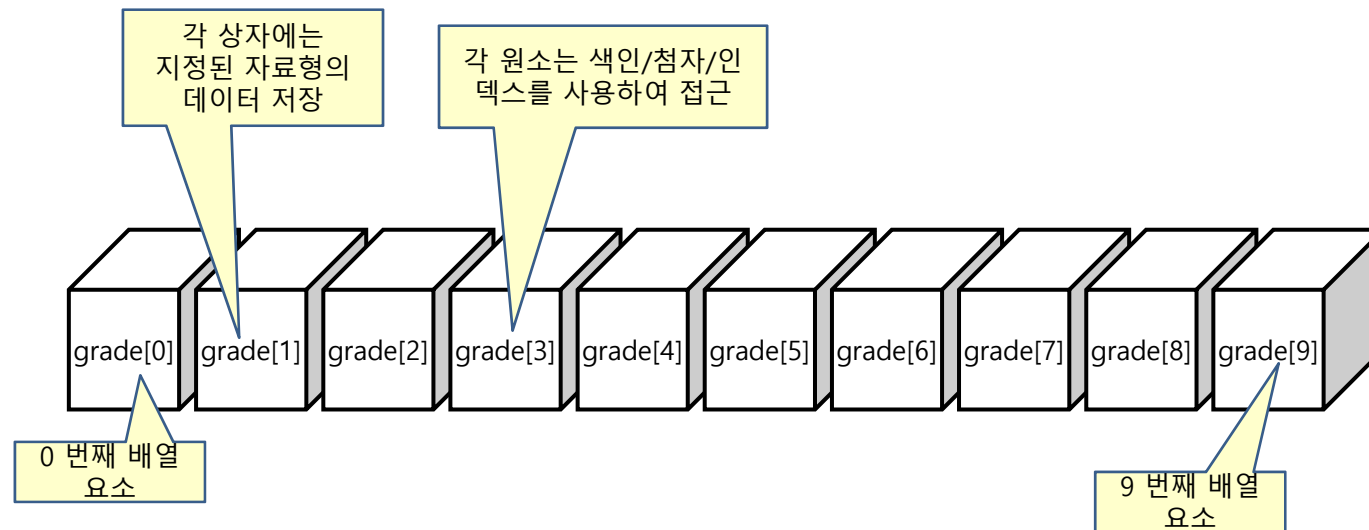 각 상자에는
지정된 자료형의
데이터 저장
각 원소는 색인/첨자/인
덱스를 사용하여 접근
grade[0] grade[1] grade[2] grade[3] grade[4] grade[5] grade[6] grade[7] grade[8] grade[9]
0 번째 배열
요소
9 번째 배열
요소